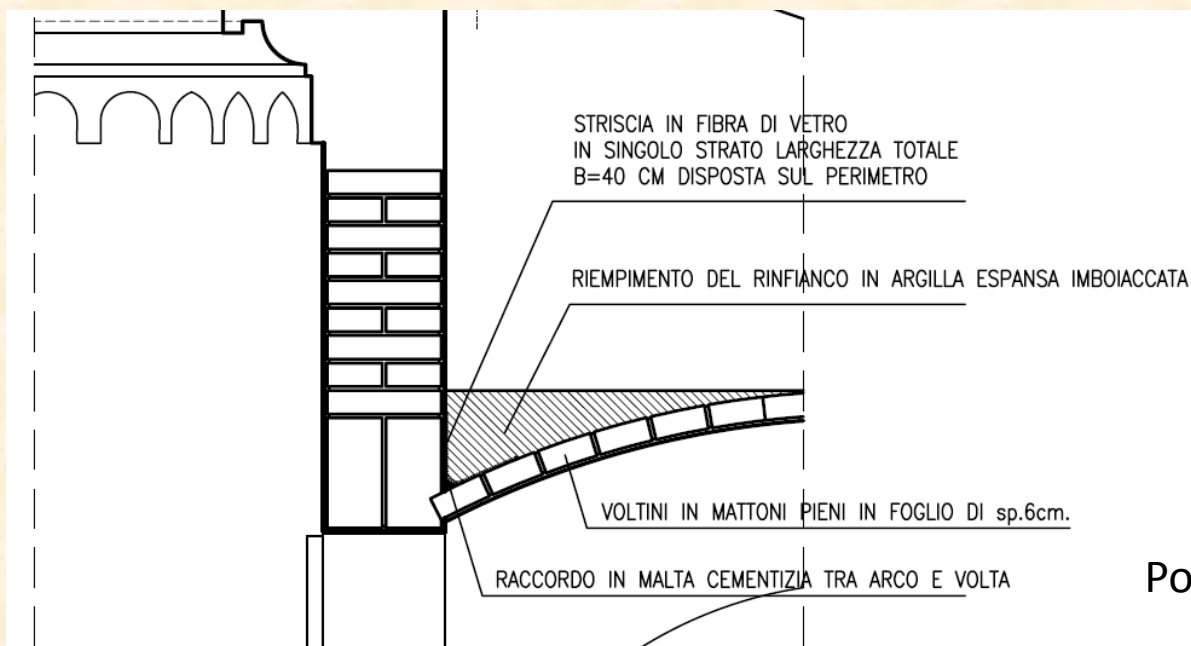 STRISCIA IN FIBRA DI VETRO
IN SINGOLO STRATO LARGHEZZA TOTALE
B=40 CM DISPOSTA SUL PERIMETRO
RIEMPIMENTO DEL RINFIANCO IN ARGILLA ESPANSA IMBOIACCATA
VOLTINI IN MATTONI PIENI IN FOGLIO DI sp.6cm.
RACCORDO IN MALTA CEMENTIZIA TRA ARCO E VOLTA
Po